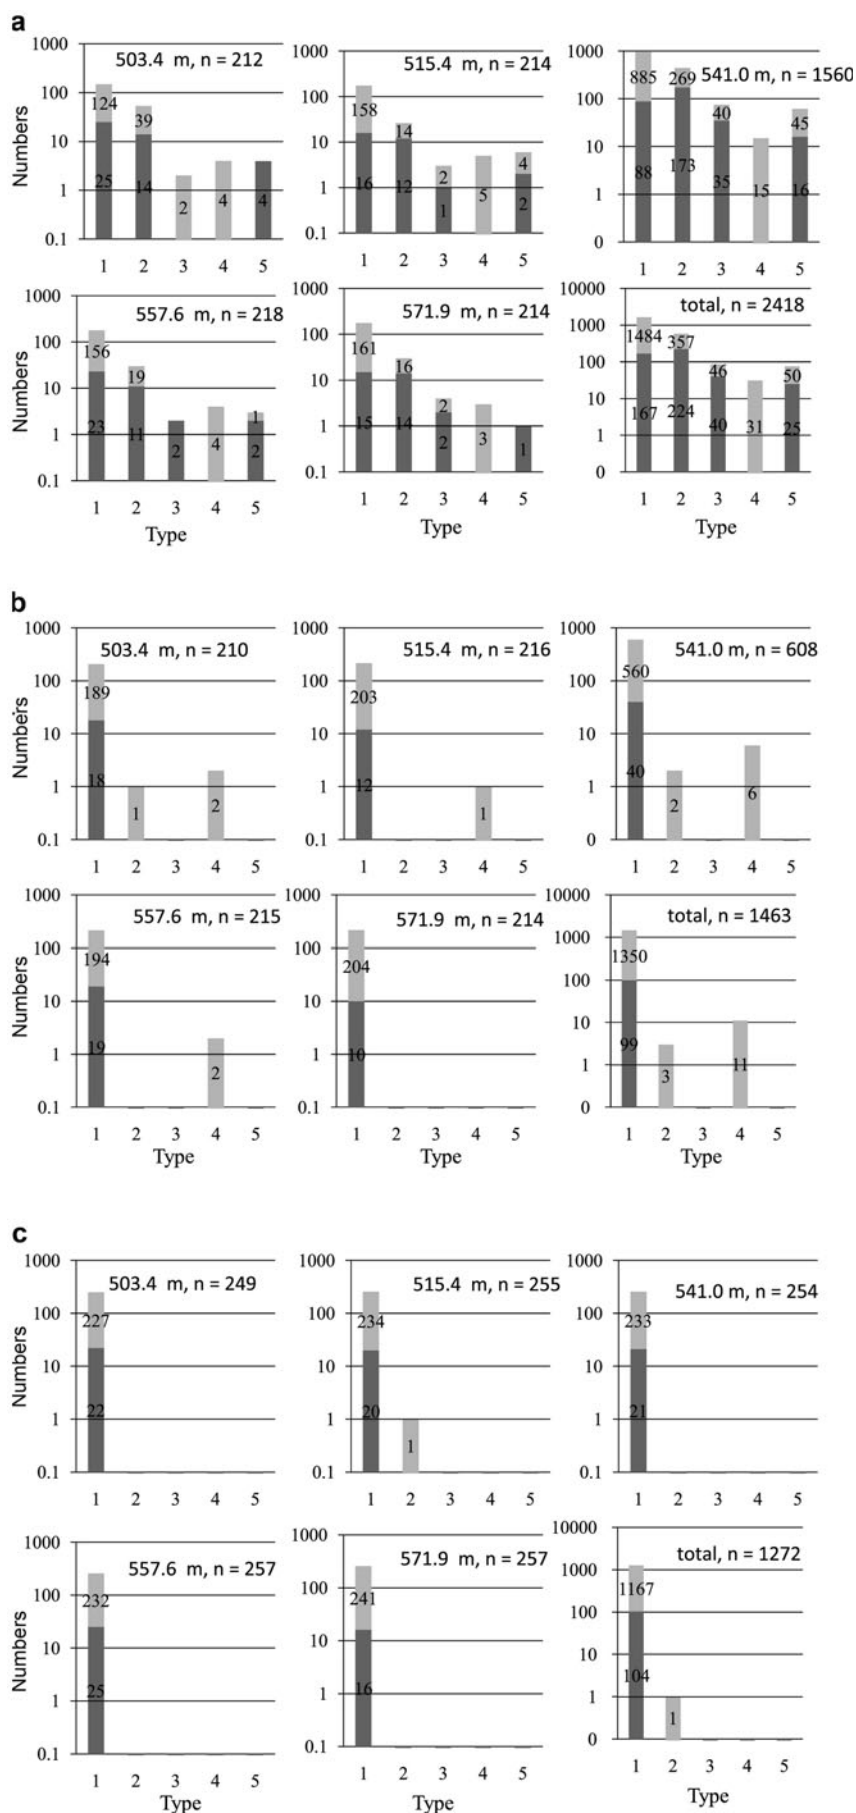 a
503.4 m, n = 212
1000
100
10
1
0.1
Numbers
124 39
25 14 2 4 4
1 2 3 4 5
515.4 m, n = 214
1000
100
10
1
0.1
158 14 2 4
16 12 1 5 2
1 2 3 4 5
541.0 m, n = 1560
1000
100
10
1
0
885 269 40 45
88 173 35 15 16
1 2 3 4 5
557.6 m, n = 218
1000
100
10
1
0.1
Numbers
156 19 1
23 11 2 4 2
1 2 3 4 5
Type
571.9 m, n = 214
1000
100
10
1
0.1
161 16 2
15 14 2 3 1
1 2 3 4 5
Type
total, n = 2418
10000
1000
100
10
1
0
1484 357 46 50
167 224 40 31 25
1 2 3 4 5
Type
b
503.4 m, n = 210
1000
100
10
1
0.1
Numbers
189
18 1 2
1 2 3 4 5
515.4 m, n = 216
1000
100
10
1
0.1
203
12 1
1 2 3 4 5
541.0 m, n = 608
1000
100
10
1
0
560
40 2 6
1 2 3 4 5
557.6 m, n = 215
1000
100
10
1
0.1
Numbers
194
19 2
1 2 3 4 5
Type
571.9 m, n = 214
1000
100
10
1
0.1
204
10
1 2 3 4 5
Type
total, n = 1463
10000
1000
100
10
1
0
1350
99 3 11
1 2 3 4 5
Type
c
503.4 m, n = 249
1000
100
10
1
0.1
Numbers
227
22
1 2 3 4 5
515.4 m, n = 255
1000
100
10
1
0.1
234
20 1
1 2 3 4 5
541.0 m, n = 254
1000
100
10
1
0.1
233
21
1 2 3 4 5
557.6 m, n = 257
1000
100
10
1
0.1
Numbers
232
25
1 2 3 4 5
Type
571.9 m, n = 257
1000
100
10
1
0.1
241
16
1 2 3 4 5
Type
total, n = 1272
10000
1000
100
10
1
0
1167
104 1
1 2 3 4 5
Type